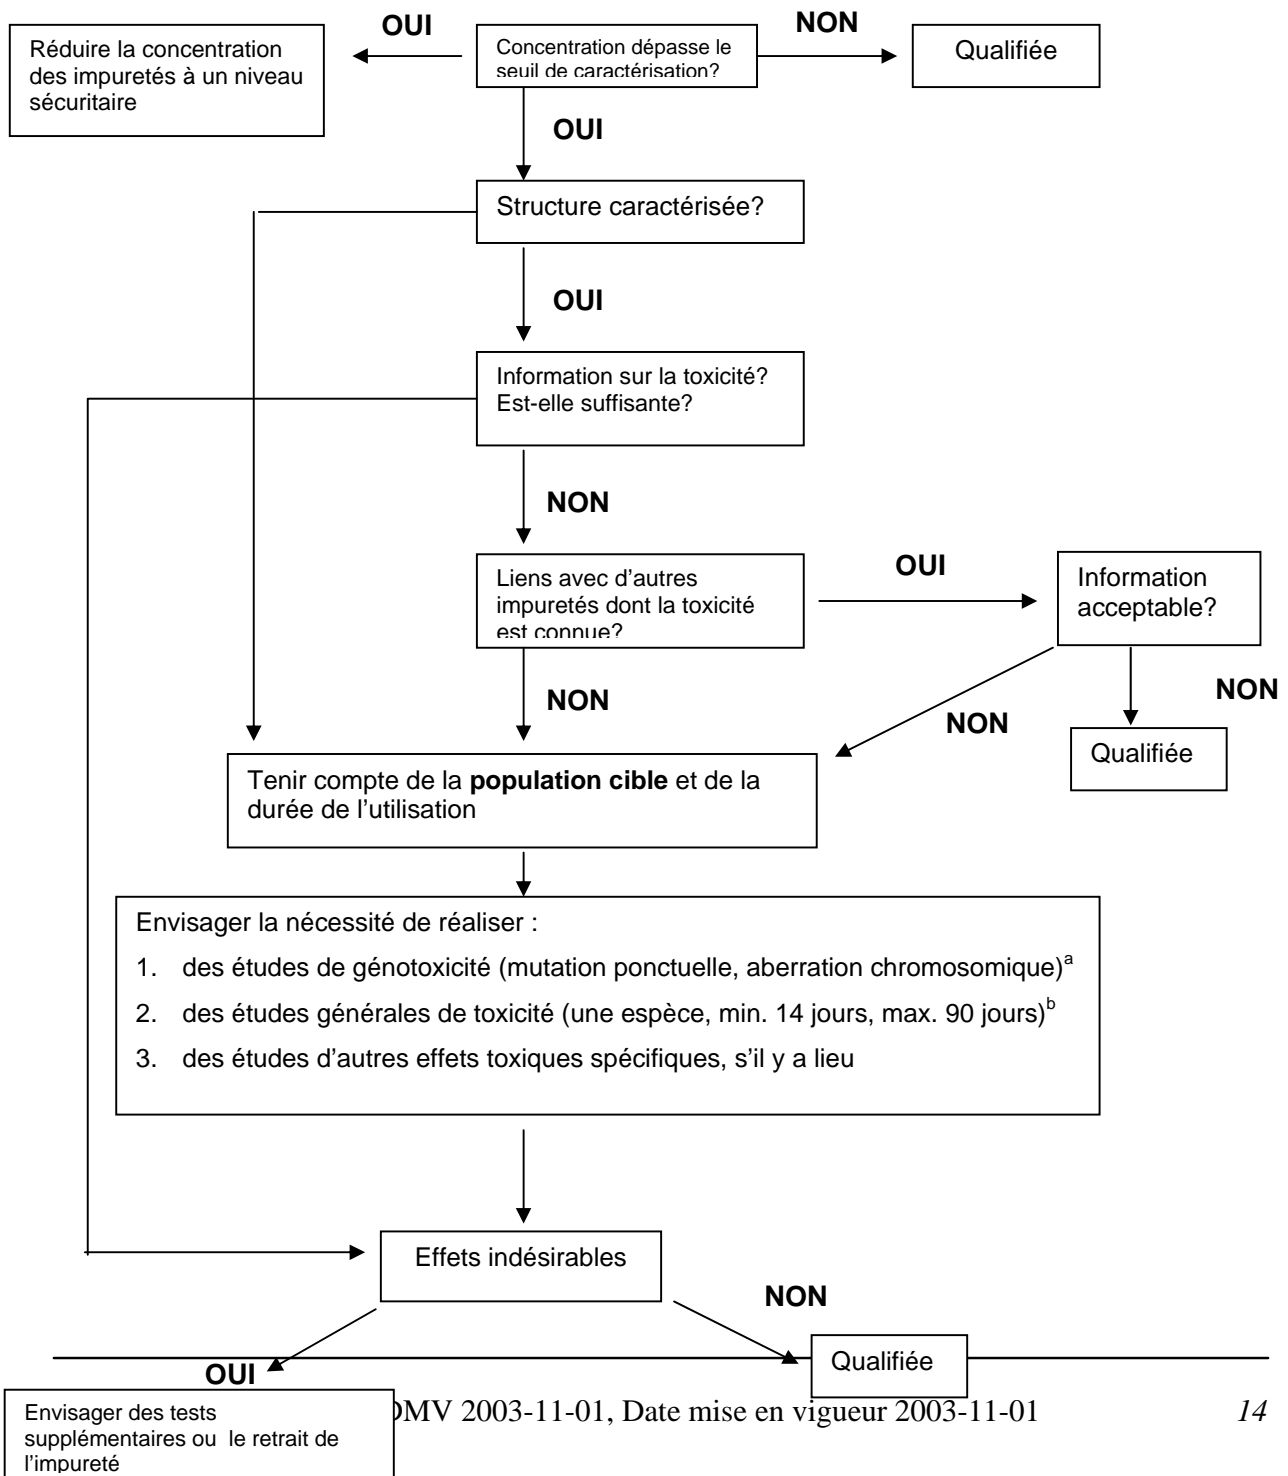 OUI
NON
Réduire la concentration
des impuretés à un niveau
sécuritaire
Concentration dépasse le
seuil de caractérisation?
Qualifiée
OUI
Structure caractérisée?
OUI
Information sur la toxicité?
Est-elle suffisante?
NON
Liens avec d'autres
impuretés dont la toxicité
est connue?
OUI
Information
acceptable?
NON
NON
NON
Qualifiée
Tenir compte de la population cible et de la
durée de l'utilisation
Envisager la nécessité de réaliser :
1. des études de génotoxicité (mutation ponctuelle, aberration chromosomique)a
2. des études générales de toxicité (une espèce, min. 14 jours, max. 90 jours)b
3. des études d'autres effets toxiques spécifiques, s'il y a lieu
Effets indésirables
NON
OUI
Qualifiée
Envisager des tests
supplémentaires ou le retrait de
l'impureté
DMV 2003-11-01, Date mise en vigueur 2003-11-01 14